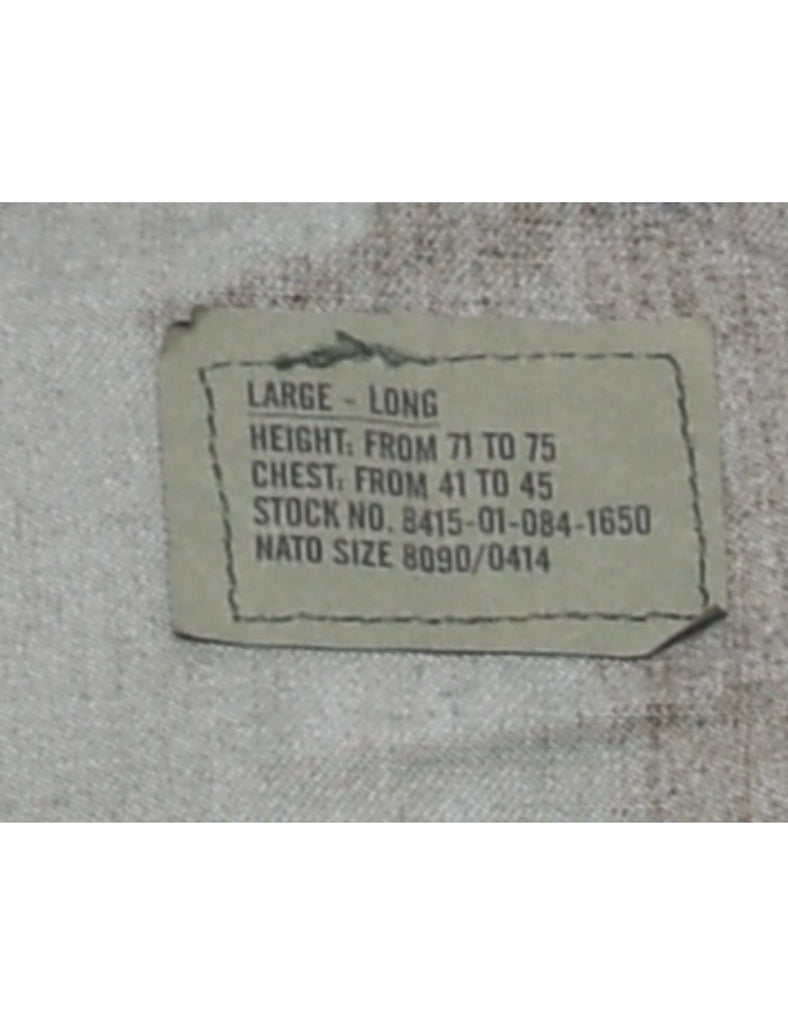 LARGE - LONG
HEIGHT: FROM 71 TO 75
CHEST: FROM 41 TO 45
STOCK NO. 8415-01-084-1650
NATO SIZE 8090/0414